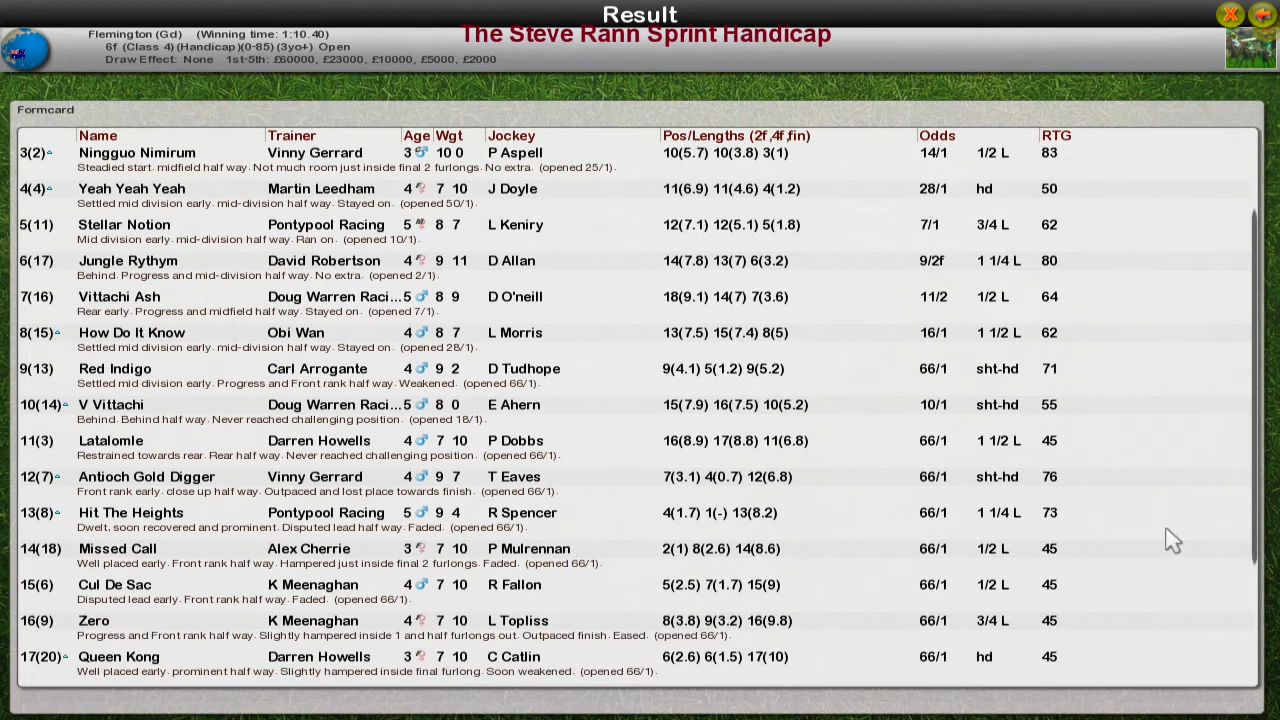 Result
The Steve Rann Sprint Handicap
Flemington (Gd) (Winning time: 1:10.40)
6f (Class 4) (Handicap)(0-85) (3yo+) Open
Draw Effect: None 1st-5th: £60000, £23000, £10000, £5000, £2000
Formcard
Name Trainer Age Wgt Jockey Pos/Lengths (2f,4f,fin) Odds RTG
3(2) Ningguo Nimirum Vinny Gerrard 3 10 0 P Aspell 10(5.7) 10(3.8) 3(1) 14/1 1/2 L 83
Steadied start. midfield half way. Not much room just inside final 2 furlongs. No extra. (opened 25/1).
4(4) Yeah Yeah Yeah Martin Leedham 4 7 10 J Doyle 11(6.9) 11(4.6) 4(1.2) 28/1 hd 50
Settled mid division early. mid-division half way. Stayed on. (opened 50/1).
5(11) Stellar Notion Pontypool Racing 5 8 7 L Keniry 12(7.1) 12(5.1) 5(1.8) 7/1 3/4 L 62
Mid division early. mid-division half way. Ran on. (opened 10/1).
6(17) Jungle Rythym David Robertson 4 9 11 D Allan 14(7.8) 13(7) 6(3.2) 9/2f 1 1/4 L 80
Behind. Progress and mid-division half way. No extra. (opened 2/1).
7(16) Vittachi Ash Doug Warren Raci... 5 8 9 D O'neill 18(9.1) 14(7) 7(3.6) 11/2 1/2 L 64
Rear early. Progress and midfield half way. Stayed on. (opened 7/1).
8(15) How Do It Know Obi Wan 4 8 7 L Morris 13(7.5) 15(7.4) 8(5) 16/1 1 1/2 L 62
Settled mid division early. mid-division half way. Stayed on. (opened 28/1).
9(13) Red Indigo Carl Arrogante 4 9 2 D Tudhope 9(4.1) 5(1.2) 9(5.2) 66/1 sht-hd 71
Settled mid division early. Progress and Front rank half way. Weakened. (opened 66/1).
10(14) V Vittachi Doug Warren Raci... 5 8 0 E Ahern 15(7.9) 16(7.5) 10(5.2) 10/1 sht-hd 55
Behind. Behind half way. Never reached challenging position. (opened 18/1).
11(3) Latalomle Darren Howells 4 7 10 P Dobbs 16(8.9) 17(8.8) 11(6.8) 66/1 1 1/2 L 45
Restrained towards rear. Rear half way. Never reached challenging position. (opened 66/1).
12(7) Antioch Gold Digger Vinny Gerrard 4 9 7 T Eaves 7(3.1) 4(0.7) 12(6.8) 66/1 sht-hd 76
Front rank early. close up half way. Outpaced and lost place towards finish. (opened 66/1).
13(8) Hit The Heights Pontypool Racing 5 9 4 R Spencer 4(1.7) 1(-) 13(8.2) 66/1 1 1/4 L 73
Dwelt, soon recovered and prominent. Disputed lead half way. Faded. (opened 66/1).
14(18) Missed Call Alex Cherrie 3 7 10 P Mulrennan 2(1) 8(2.6) 14(8.6) 66/1 1/2 L 45
Well placed early. Front rank half way. Hampered just inside final 2 furlongs. Faded. (opened 66/1).
15(6) Cul De Sac K Meenaghan 4 7 10 R Fallon 5(2.5) 7(1.7) 15(9) 66/1 1/2 L 45
Disputed lead early. Front rank half way. Faded. (opened 66/1).
16(9) Zero K Meenaghan 4 7 10 L Topliss 8(3.8) 9(3.2) 16(9.8) 66/1 3/4 L 45
Progress and Front rank half way. Slightly hampered inside 1 and half furlongs out. Outpaced finish. Eased. (opened 66/1).
17(20) Queen Kong Darren Howells 3 7 10 C Catlin 6(2.6) 6(1.5) 17(10) 66/1 hd 45
Well placed early. prominent half way. Slightly hampered inside final furlong. Soon weakened. (opened 66/1).